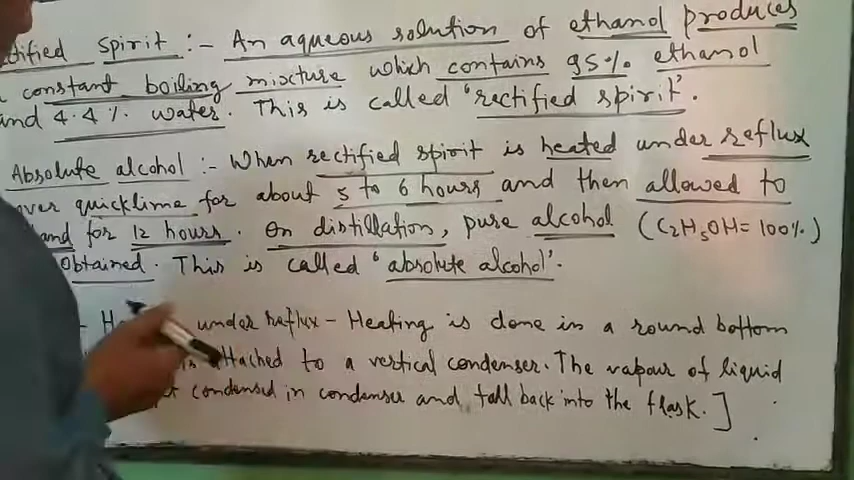 ctified spirit :- An aqueous solution of ethanol produces
constant boiling mixture which contains 95% ethanol
and 4.4% water. This is called 'rectified spirit'.
Absolute alcohol :- When rectified spirit is heated under reflux
over quicklime for about 5 to 6 hours and then allowed to
and for 12 hours. On distillation, pure alcohol (C₂H₅OH = 100%)
obtained. This is called 'absolute alcohol'.
- H under reflux - Heating is done in a round bottom
is attached to a vertical condenser. The vapour of liquid
condensed in condenser and fall back into the flask.]